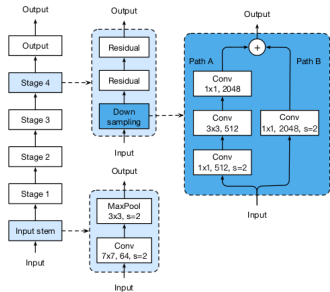 Output
Output
Stage 4
Stage 3
Stage 2
Stage 1
Input stem
Input
Output
Residual
Residual
Down
sampling
Input
Output
MaxPool
3x3, s=2
Conv
7x7, 64, s=2
Input
Output
Path A
Path B
+
Conv
1x1, 2048
Conv
3x3, 512
Conv
1x1, 512, s=2
Conv
1x1, 2048, s=2
Input